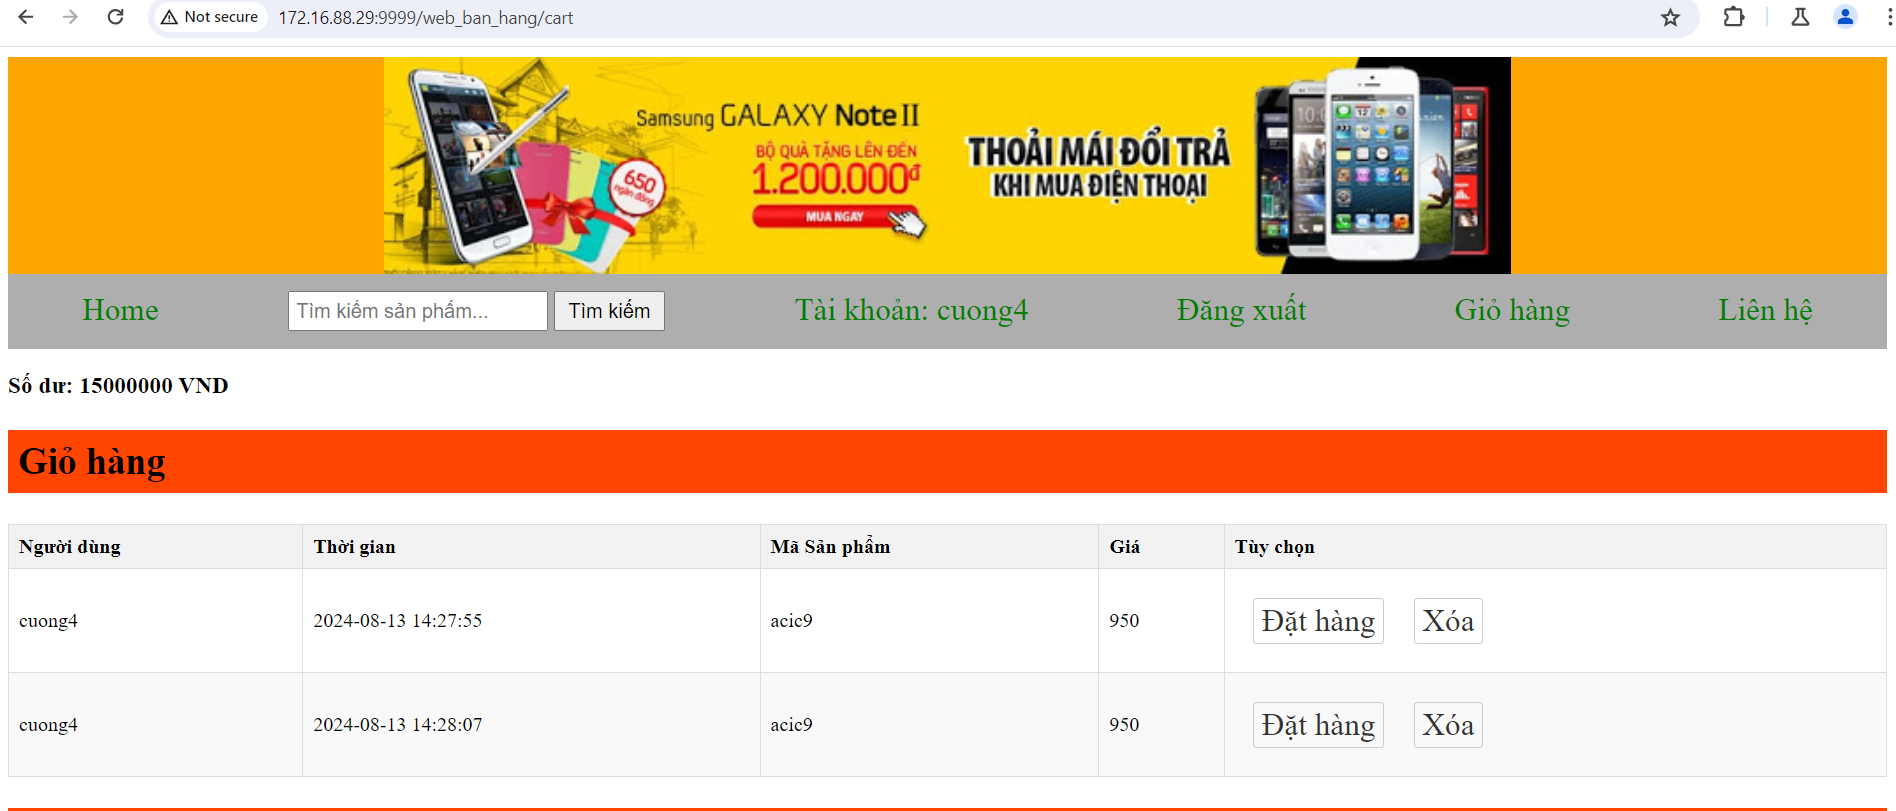 Not secure 172.16.88.29:9999/web_ban_hang/cart
Samsung GALAXY Note II
BỘ QUÀ TẶNG LÊN ĐẾN
1.200.000đ
MUA NGAY
650
ngàn đồng
THOẢI MÁI ĐỔI TRẢ
KHI MUA ĐIỆN THOẠI
Home Tìm kiếm sản phẩm... Tìm kiếm Tài khoản: cuong4 Đăng xuất Giỏ hàng Liên hệ
Số dư: 15000000 VND
Giỏ hàng
Người dùng Thời gian Mã Sản phẩm Giá Tùy chọn
cuong4 2024-08-13 14:27:55 acic9 950 Đặt hàng Xóa
cuong4 2024-08-13 14:28:07 acic9 950 Đặt hàng Xóa